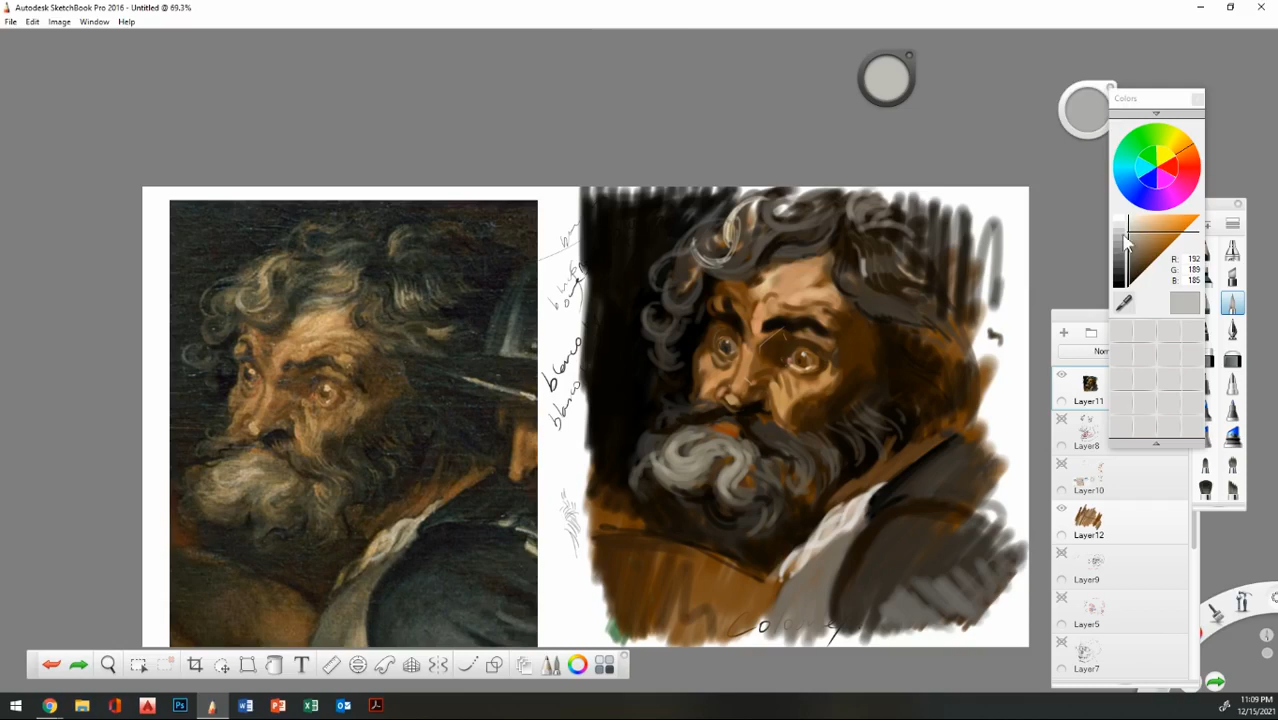 Autodesk SketchBook Pro 2016 - Untitled @ 69.3%
File Edit Image Window Help
Colors
R: 192
G: 189
B: 185
Layer11
Layer8
Layer10
Layer12
Layer9
Layer5
Layer7
blanco
blanco
T
11:09 PM
12/15/2021